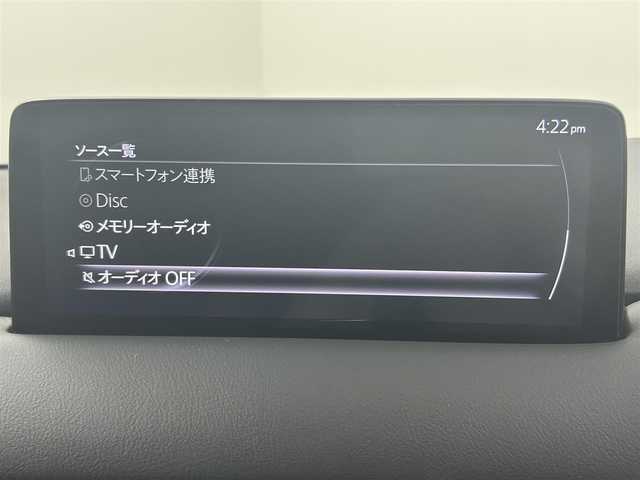 4:22pm
ソース一覧
スマートフォン連携
Disc
メモリーオーディオ
TV
オーディオ OFF